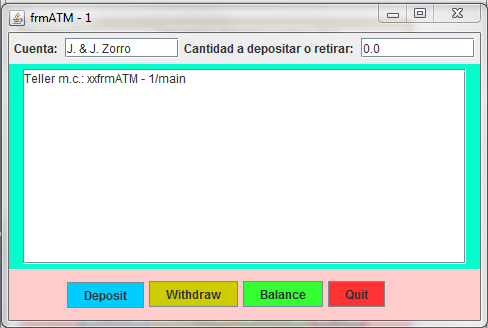 frmATM - 1
Cuenta: J. & J. Zorro Cantidad a depositar o retirar: 0.0
Teller m.c.: xxfrmATM - 1/main
Deposit Withdraw Balance Quit